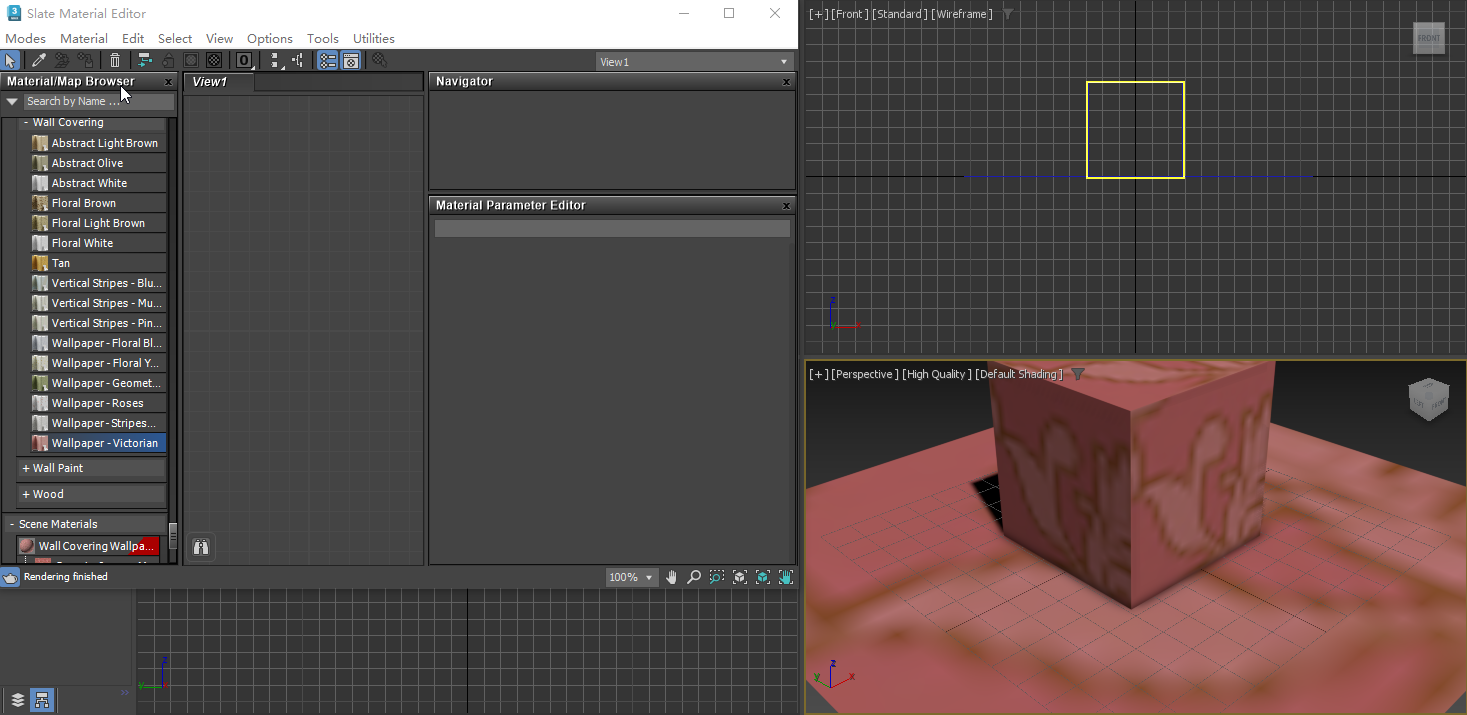 Slate Material Editor
Modes Material Edit Select View Options Tools Utilities
View1
Material/Map Browser
Search by Name ...
- Wall Covering
Abstract Light Brown
Abstract Olive
Abstract White
Floral Brown
Floral Light Brown
Floral White
Tan
Vertical Stripes - Blu...
Vertical Stripes - Mu...
Vertical Stripes - Pin...
Wallpaper - Floral Bl...
Wallpaper - Floral Y...
Wallpaper - Geomet...
Wallpaper - Roses
Wallpaper - Stripes...
Wallpaper - Victorian
+ Wall Paint
+ Wood
- Scene Materials
Wall Covering Wallpa...
View1
Navigator
Material Parameter Editor
Rendering finished
100%
z
y
[+] [Front] [Standard] [Wireframe]
FRONT
z
y
x
[+] [Perspective] [High Quality] [Default Shading]
LEFT
FRONT
z
y
x